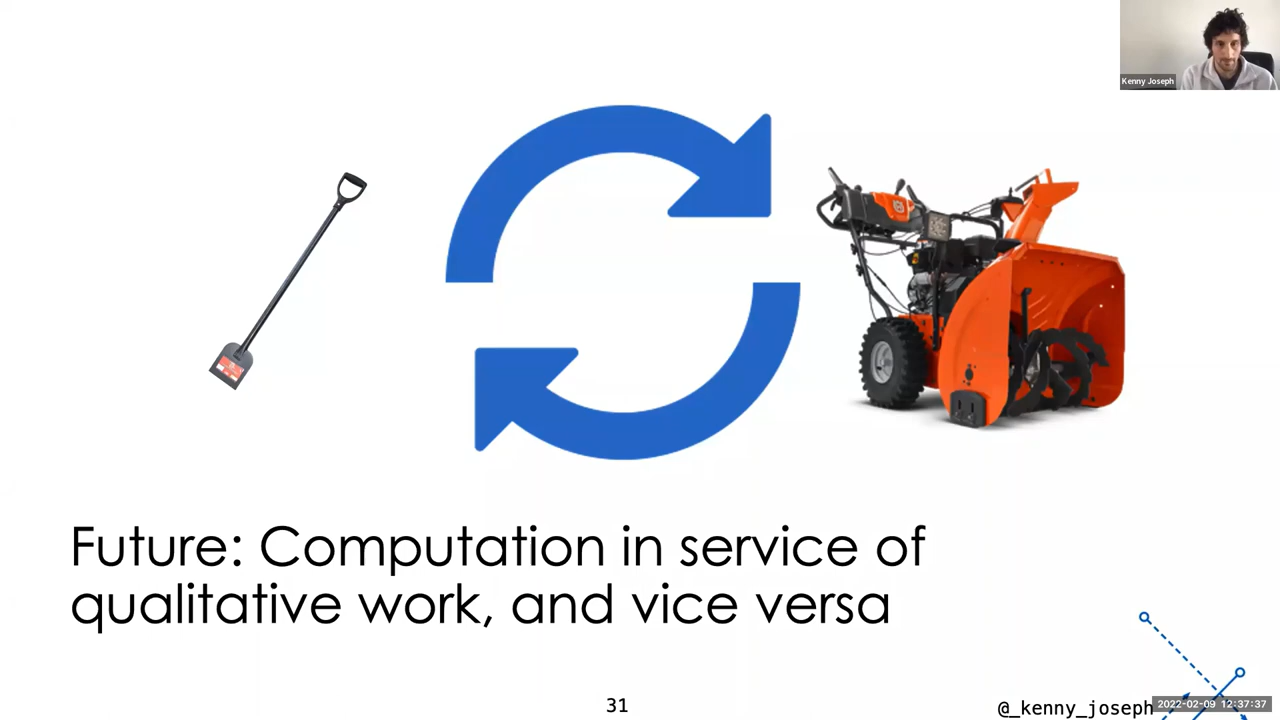 Kenny Joseph
Future: Computation in service of
qualitative work, and vice versa
31
@_kenny_joseph
2022-02-09 12:37:37